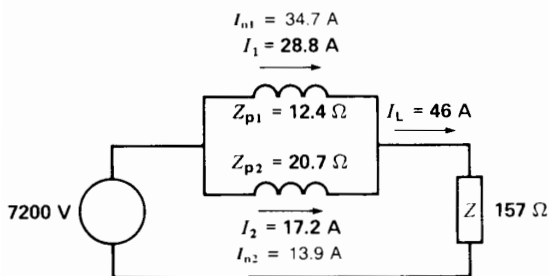 I_n1 = 34.7 A
I_1 = 28.8 A
Z_p1 = 12.4 Ω
I_L = 46 A
Z_p2 = 20.7 Ω
7200 V
Z
157 Ω
I_2 = 17.2 A
I_n2 = 13.9 A